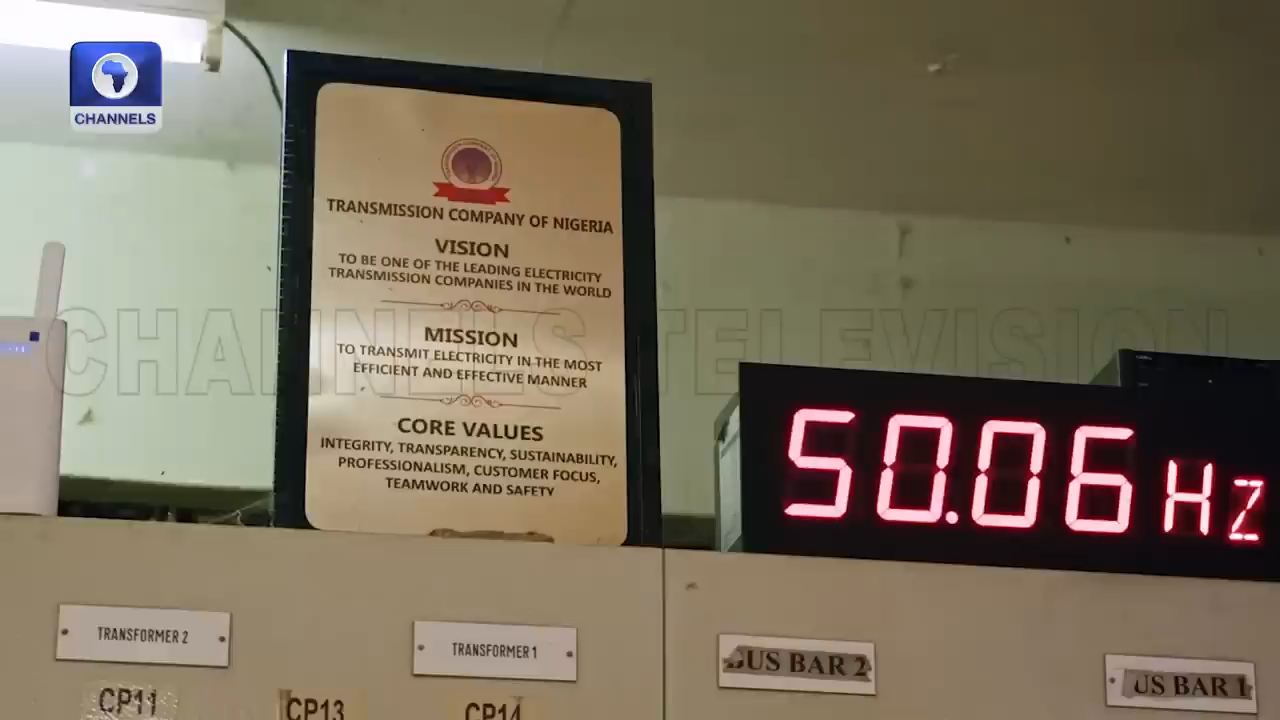 CHANNELS
TRANSMISSION COMPANY OF NIGERIA
VISION
TO BE ONE OF THE LEADING ELECTRICITY
TRANSMISSION COMPANIES IN THE WORLD
MISSION
TO TRANSMIT ELECTRICITY IN THE MOST
EFFICIENT AND EFFECTIVE MANNER
CORE VALUES
INTEGRITY, TRANSPARENCY, SUSTAINABILITY,
PROFESSIONALISM, CUSTOMER FOCUS,
TEAMWORK AND SAFETY
CHANNELS TELEVISION
50.06 Hz
TRANSFORMER 2
TRANSFORMER 1
BUS BAR 2
US BAR 1
CP11
CP13
CP14